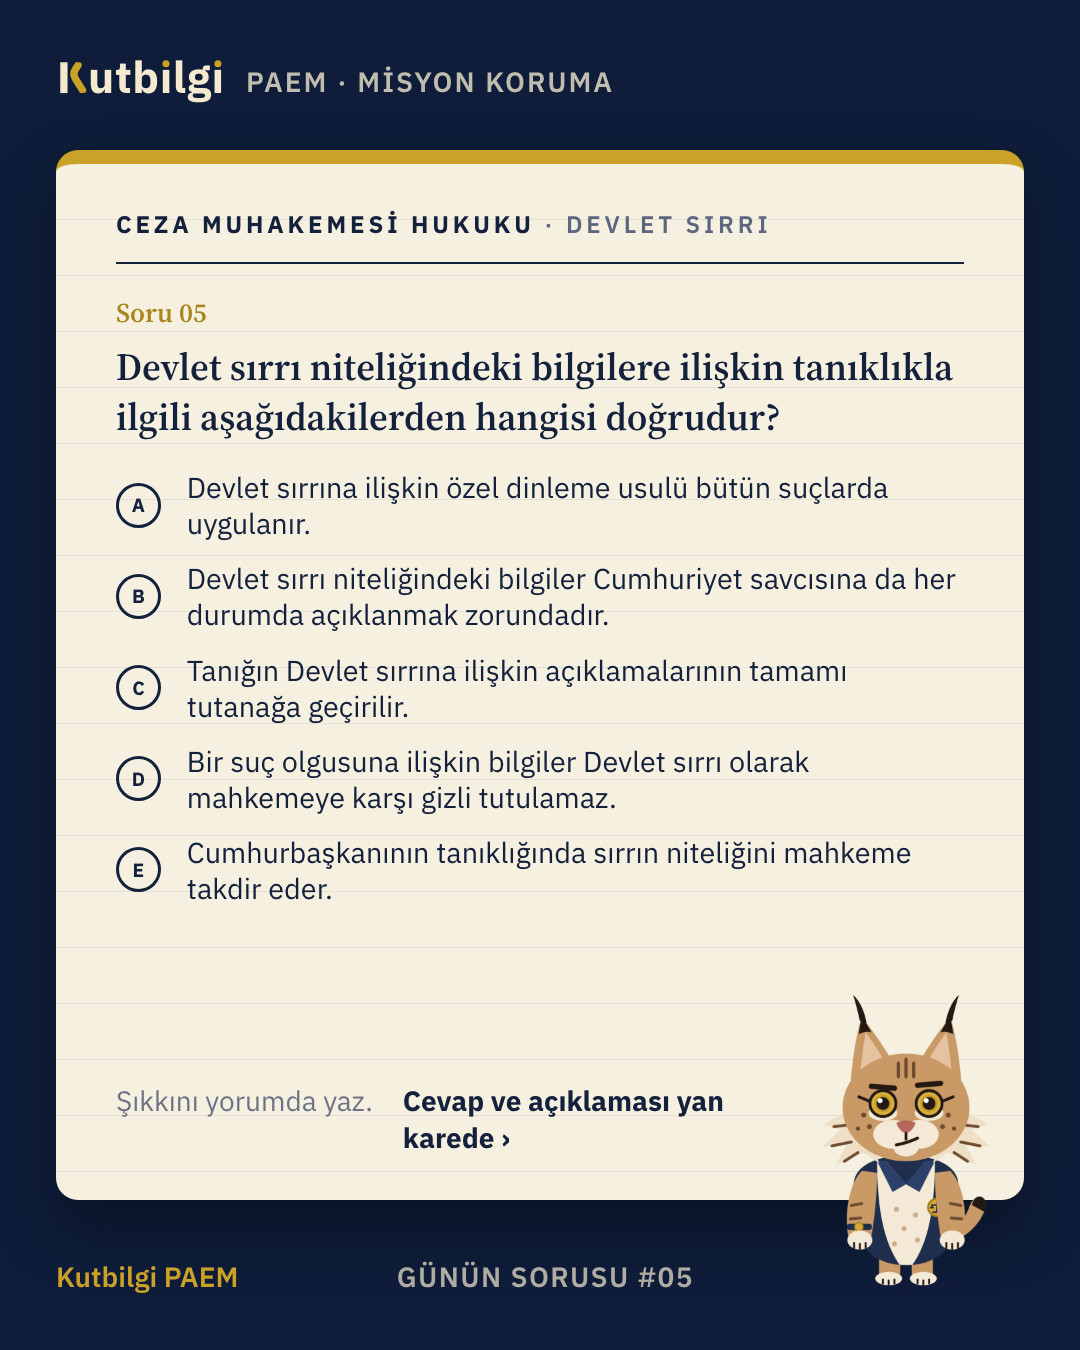 Kutbilgi PAEM · MİSYON KORUMA
CEZA MUHAKEMESİ HUKUKU · DEVLET SIRRI
Soru 05
Devlet sırrı niteliğindeki bilgilere ilişkin tanıklıkla
ilgili aşağıdakilerden hangisi doğrudur?
A Devlet sırrına ilişkin özel dinleme usulü bütün suçlarda
uygulanır.
B Devlet sırrı niteliğindeki bilgiler Cumhuriyet savcısına da her
durumda açıklanmak zorundadır.
C Tanığın Devlet sırrına ilişkin açıklamalarının tamamı
tutanağa geçirilir.
D Bir suç olgusuna ilişkin bilgiler Devlet sırrı olarak
mahkemeye karşı gizli tutulamaz.
E Cumhurbaşkanının tanıklığında sırrın niteliğini mahkeme
takdir eder.
Şıkkını yorumda yaz. Cevap ve açıklaması yan
karede ›
Kutbilgi PAEM GÜNÜN SORUSU #05